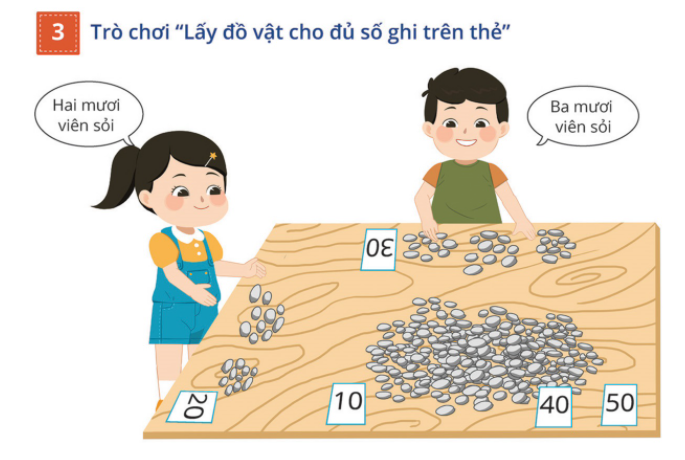 3 Trò chơi “Lấy đồ vật cho đủ số ghi trên thẻ”
Hai mươi
viên sỏi
Ba mươi
viên sỏi
30
20
10
40
50